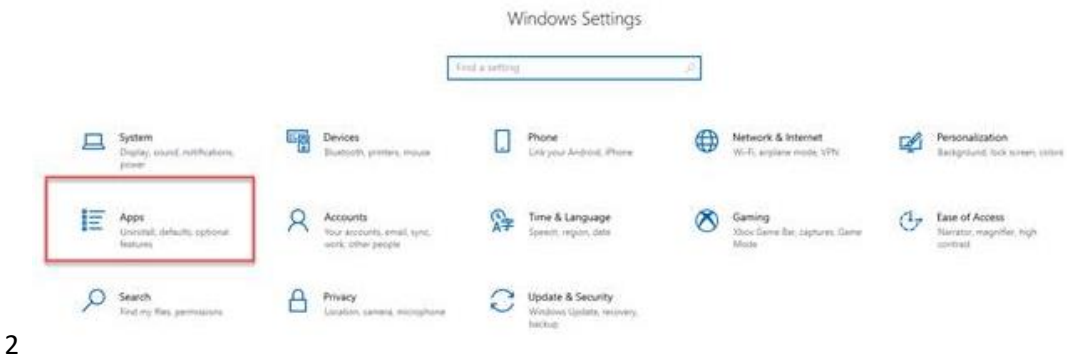 Windows Settings
Find a setting
System
Display, sound, notifications,
power
Devices
Bluetooth, printers, mouse
Phone
Link your Android, iPhone
Network & Internet
Wi-Fi, airplane mode, VPN
Personalization
Background, lock screen, colors
Apps
Uninstall, defaults, optional
features
Accounts
Your accounts, email, sync,
work, other people
Time & Language
Speech, region, date
Gaming
Xbox Game Bar, captures, Game
Mode
Ease of Access
Narrator, magnifier, high
contrast
Search
Find my files, permissions
Privacy
Location, camera, microphone
Update & Security
Windows Update, recovery,
backup
2